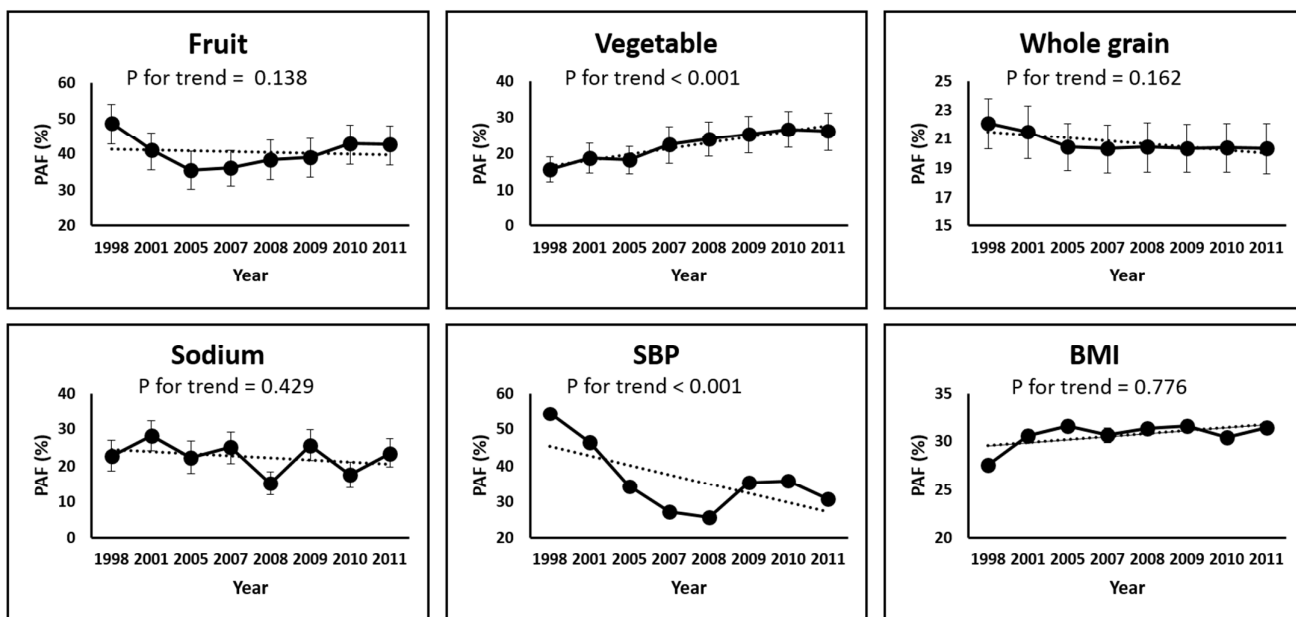 Fruit
P for trend = 0.138
PAF (%)
60
50
40
30
20
1998 2001 2005 2007 2008 2009 2010 2011
Year
Vegetable
P for trend < 0.001
PAF (%)
40
30
20
10
0
1998 2001 2005 2007 2008 2009 2010 2011
Year
Whole grain
P for trend = 0.162
PAF (%)
25
23
21
19
17
15
1998 2001 2005 2007 2008 2009 2010 2011
Year
Sodium
P for trend = 0.429
PAF (%)
40
30
20
10
0
1998 2001 2005 2007 2008 2009 2010 2011
Year
SBP
P for trend < 0.001
PAF (%)
60
50
40
30
20
1998 2001 2005 2007 2008 2009 2010 2011
Year
BMI
P for trend = 0.776
PAF (%)
35
30
25
20
1998 2001 2005 2007 2008 2009 2010 2011
Year